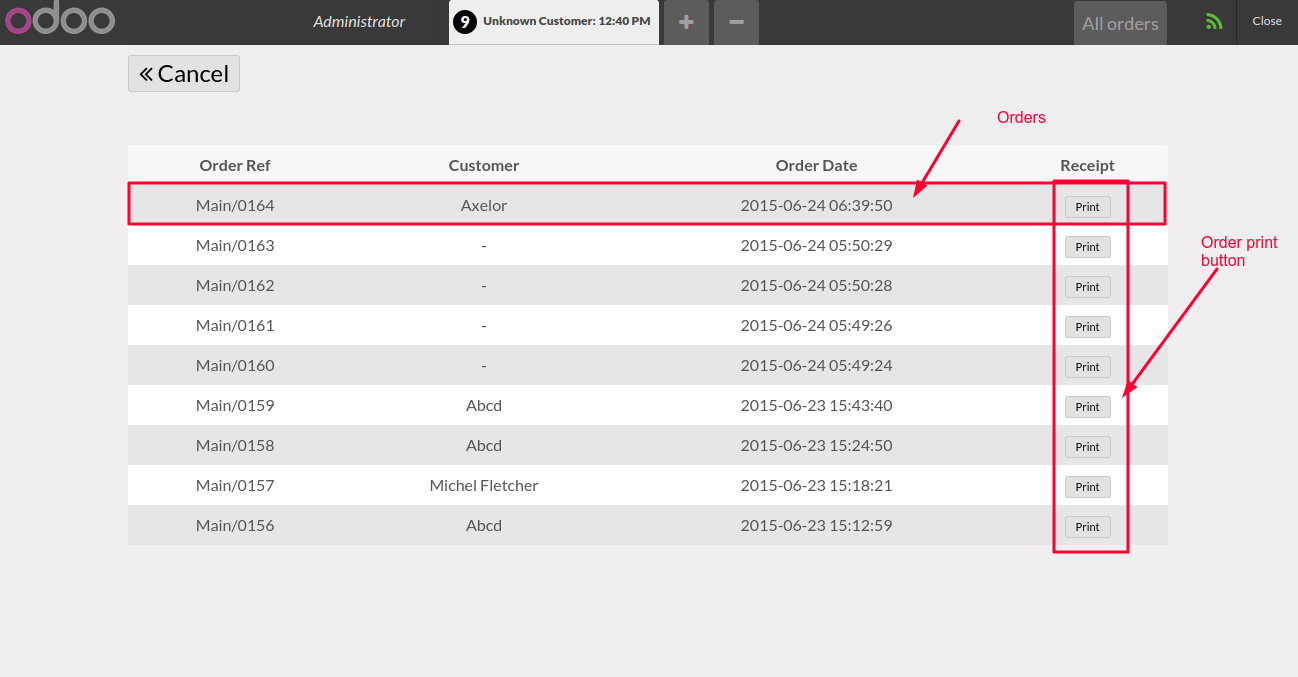 odoo Administrator 9 Unknown Customer: 12:40 PM + − All orders Close
« Cancel
Orders
Order Ref Customer Order Date Receipt
Main/0164 Axelor 2015-06-24 06:39:50 Print
Main/0163 - 2015-06-24 05:50:29 Print
Order print
button
Main/0162 - 2015-06-24 05:50:28 Print
Main/0161 - 2015-06-24 05:49:26 Print
Main/0160 - 2015-06-24 05:49:24 Print
Main/0159 Abcd 2015-06-23 15:43:40 Print
Main/0158 Abcd 2015-06-23 15:24:50 Print
Main/0157 Michel Fletcher 2015-06-23 15:18:21 Print
Main/0156 Abcd 2015-06-23 15:12:59 Print